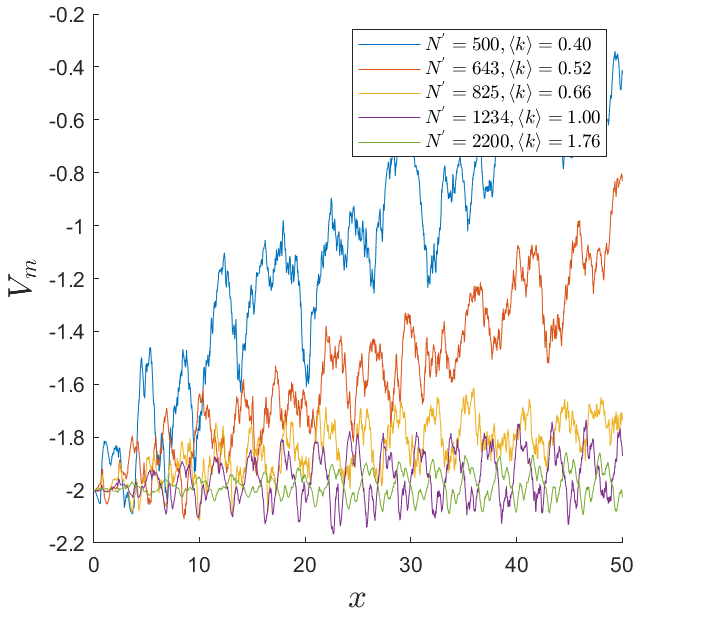 -0.2
-0.4
-0.6
-0.8
-1
-1.2
-1.4
-1.6
-1.8
-2
-2.2
V_m
N' = 500, ⟨k⟩ = 0.40
N' = 643, ⟨k⟩ = 0.52
N' = 825, ⟨k⟩ = 0.66
N' = 1234, ⟨k⟩ = 1.00
N' = 2200, ⟨k⟩ = 1.76
0 10 20 30 40 50
x